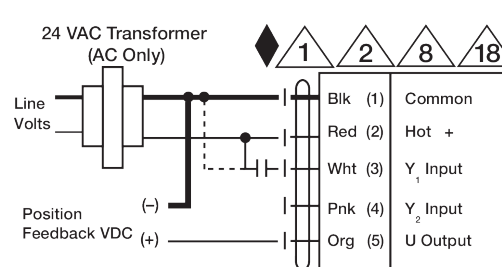 24 VAC Transformer
(AC Only)
1 2 8 18
Line
Volts
Blk (1) Common
Red (2) Hot +
Wht (3) Y1 Input
Pnk (4) Y2 Input
Org (5) U Output
Position
Feedback VDC
(–)
(+)